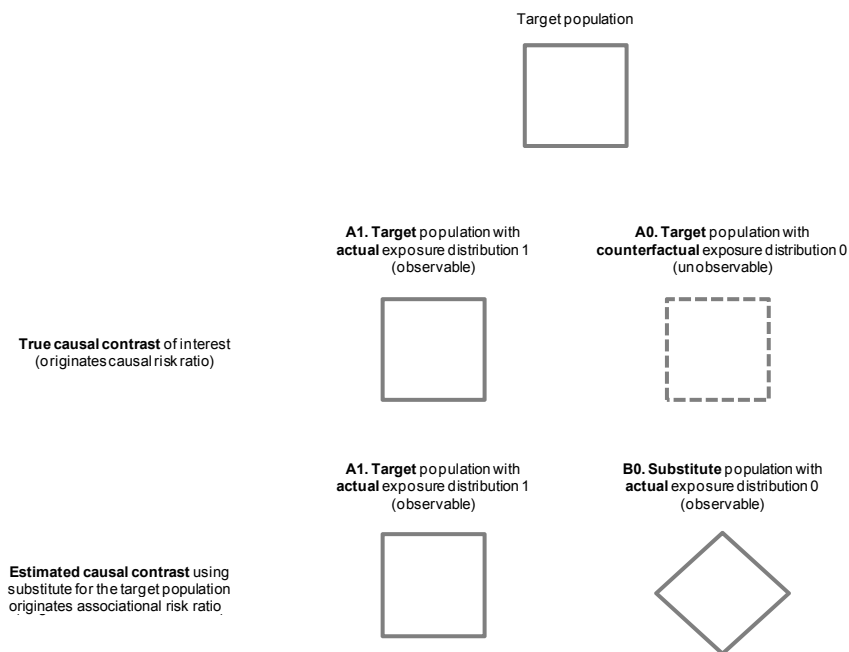 Target population
A1. Target population with
actual exposure distribution 1
(observable)
A0. Target population with
counterfactual exposure distribution 0
(unobservable)
True causal contrast of interest
(originates causal risk ratio)
A1. Target population with
actual exposure distribution 1
(observable)
B0. Substitute population with
actual exposure distribution 0
(observable)
Estimated causal contrast using
substitute for the target population
originates associational risk ratio